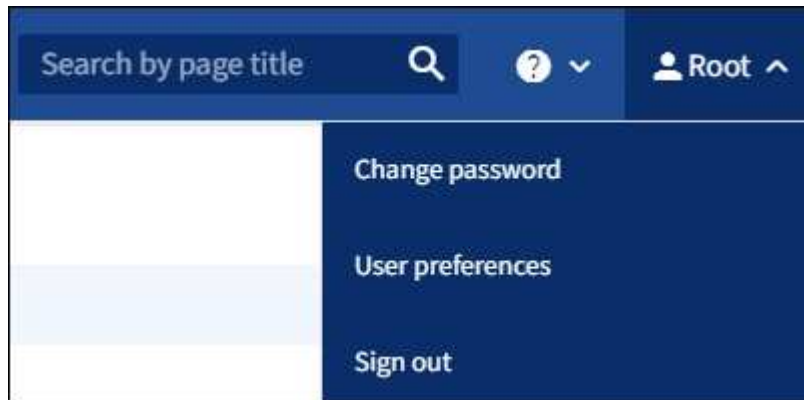 Search by page title
Root
Change password
User preferences
Sign out